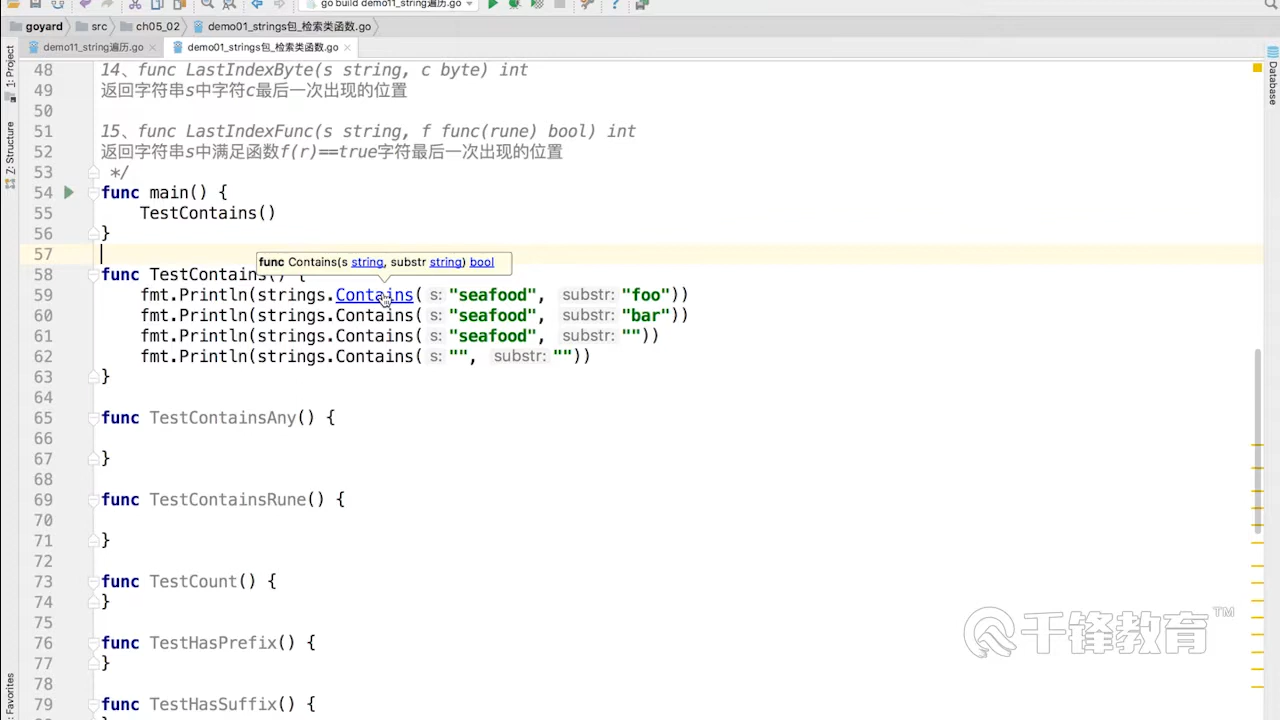 go build demo11_string遍历.go
goyard src ch05_02 demo01_strings包_检索类函数.go
demo11_string遍历.go demo01_strings包_检索类函数.go
1: Project
Z: Structure
Favorites
Database
48 14、func LastIndexByte(s string, c byte) int
49 返回字符串s中字符c最后一次出现的位置
50
51 15、func LastIndexFunc(s string, f func(rune) bool) int
52 返回字符串s中满足函数f(r)==true字符最后一次出现的位置
53 */
54 func main() {
55 TestContains()
56 }
57
func Contains(s string, substr string) bool
58 func TestContains() {
59 fmt.Println(strings.Contains( s: "seafood", substr: "foo"))
60 fmt.Println(strings.Contains( s: "seafood", substr: "bar"))
61 fmt.Println(strings.Contains( s: "seafood", substr: ""))
62 fmt.Println(strings.Contains( s: "", substr: ""))
63 }
64
65 func TestContainsAny() {
66
67 }
68
69 func TestContainsRune() {
70
71 }
72
73 func TestCount() {
74 }
75
76 func TestHasPrefix() {
77 }
78
79 func TestHasSuffix() {
千锋教育™